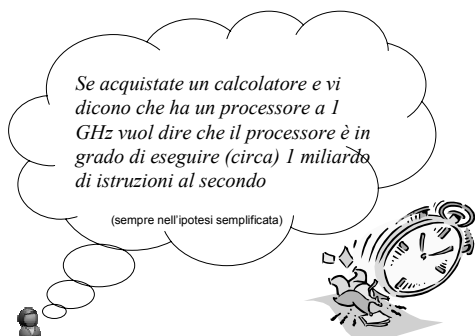 Se acquistate un calcolatore e vi
dicono che ha un processore a 1
GHz vuol dire che il processore è in
grado di eseguire (circa) 1 miliardo
di istruzioni al secondo
(sempre nell'ipotesi semplificata)